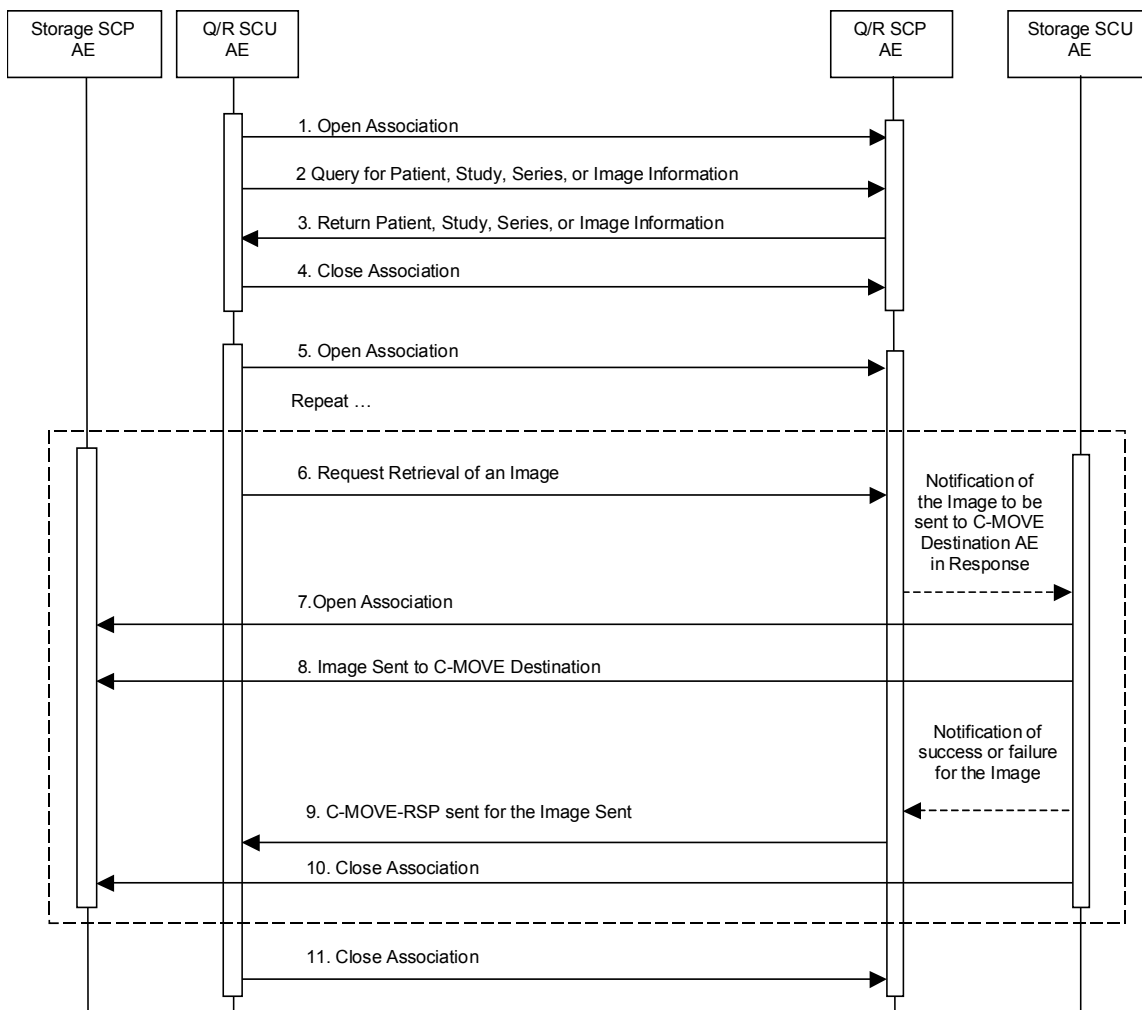 Storage SCP
AE
Q/R SCU
AE
Q/R SCP
AE
Storage SCU
AE
1. Open Association
2 Query for Patient, Study, Series, or Image Information
3. Return Patient, Study, Series, or Image Information
4. Close Association
5. Open Association
Repeat …
6. Request Retrieval of an Image
Notification of
the Image to be
sent to C-MOVE
Destination AE
in Response
7.Open Association
8. Image Sent to C-MOVE Destination
Notification of
success or failure
for the Image
9. C-MOVE-RSP sent for the Image Sent
10. Close Association
11. Close Association